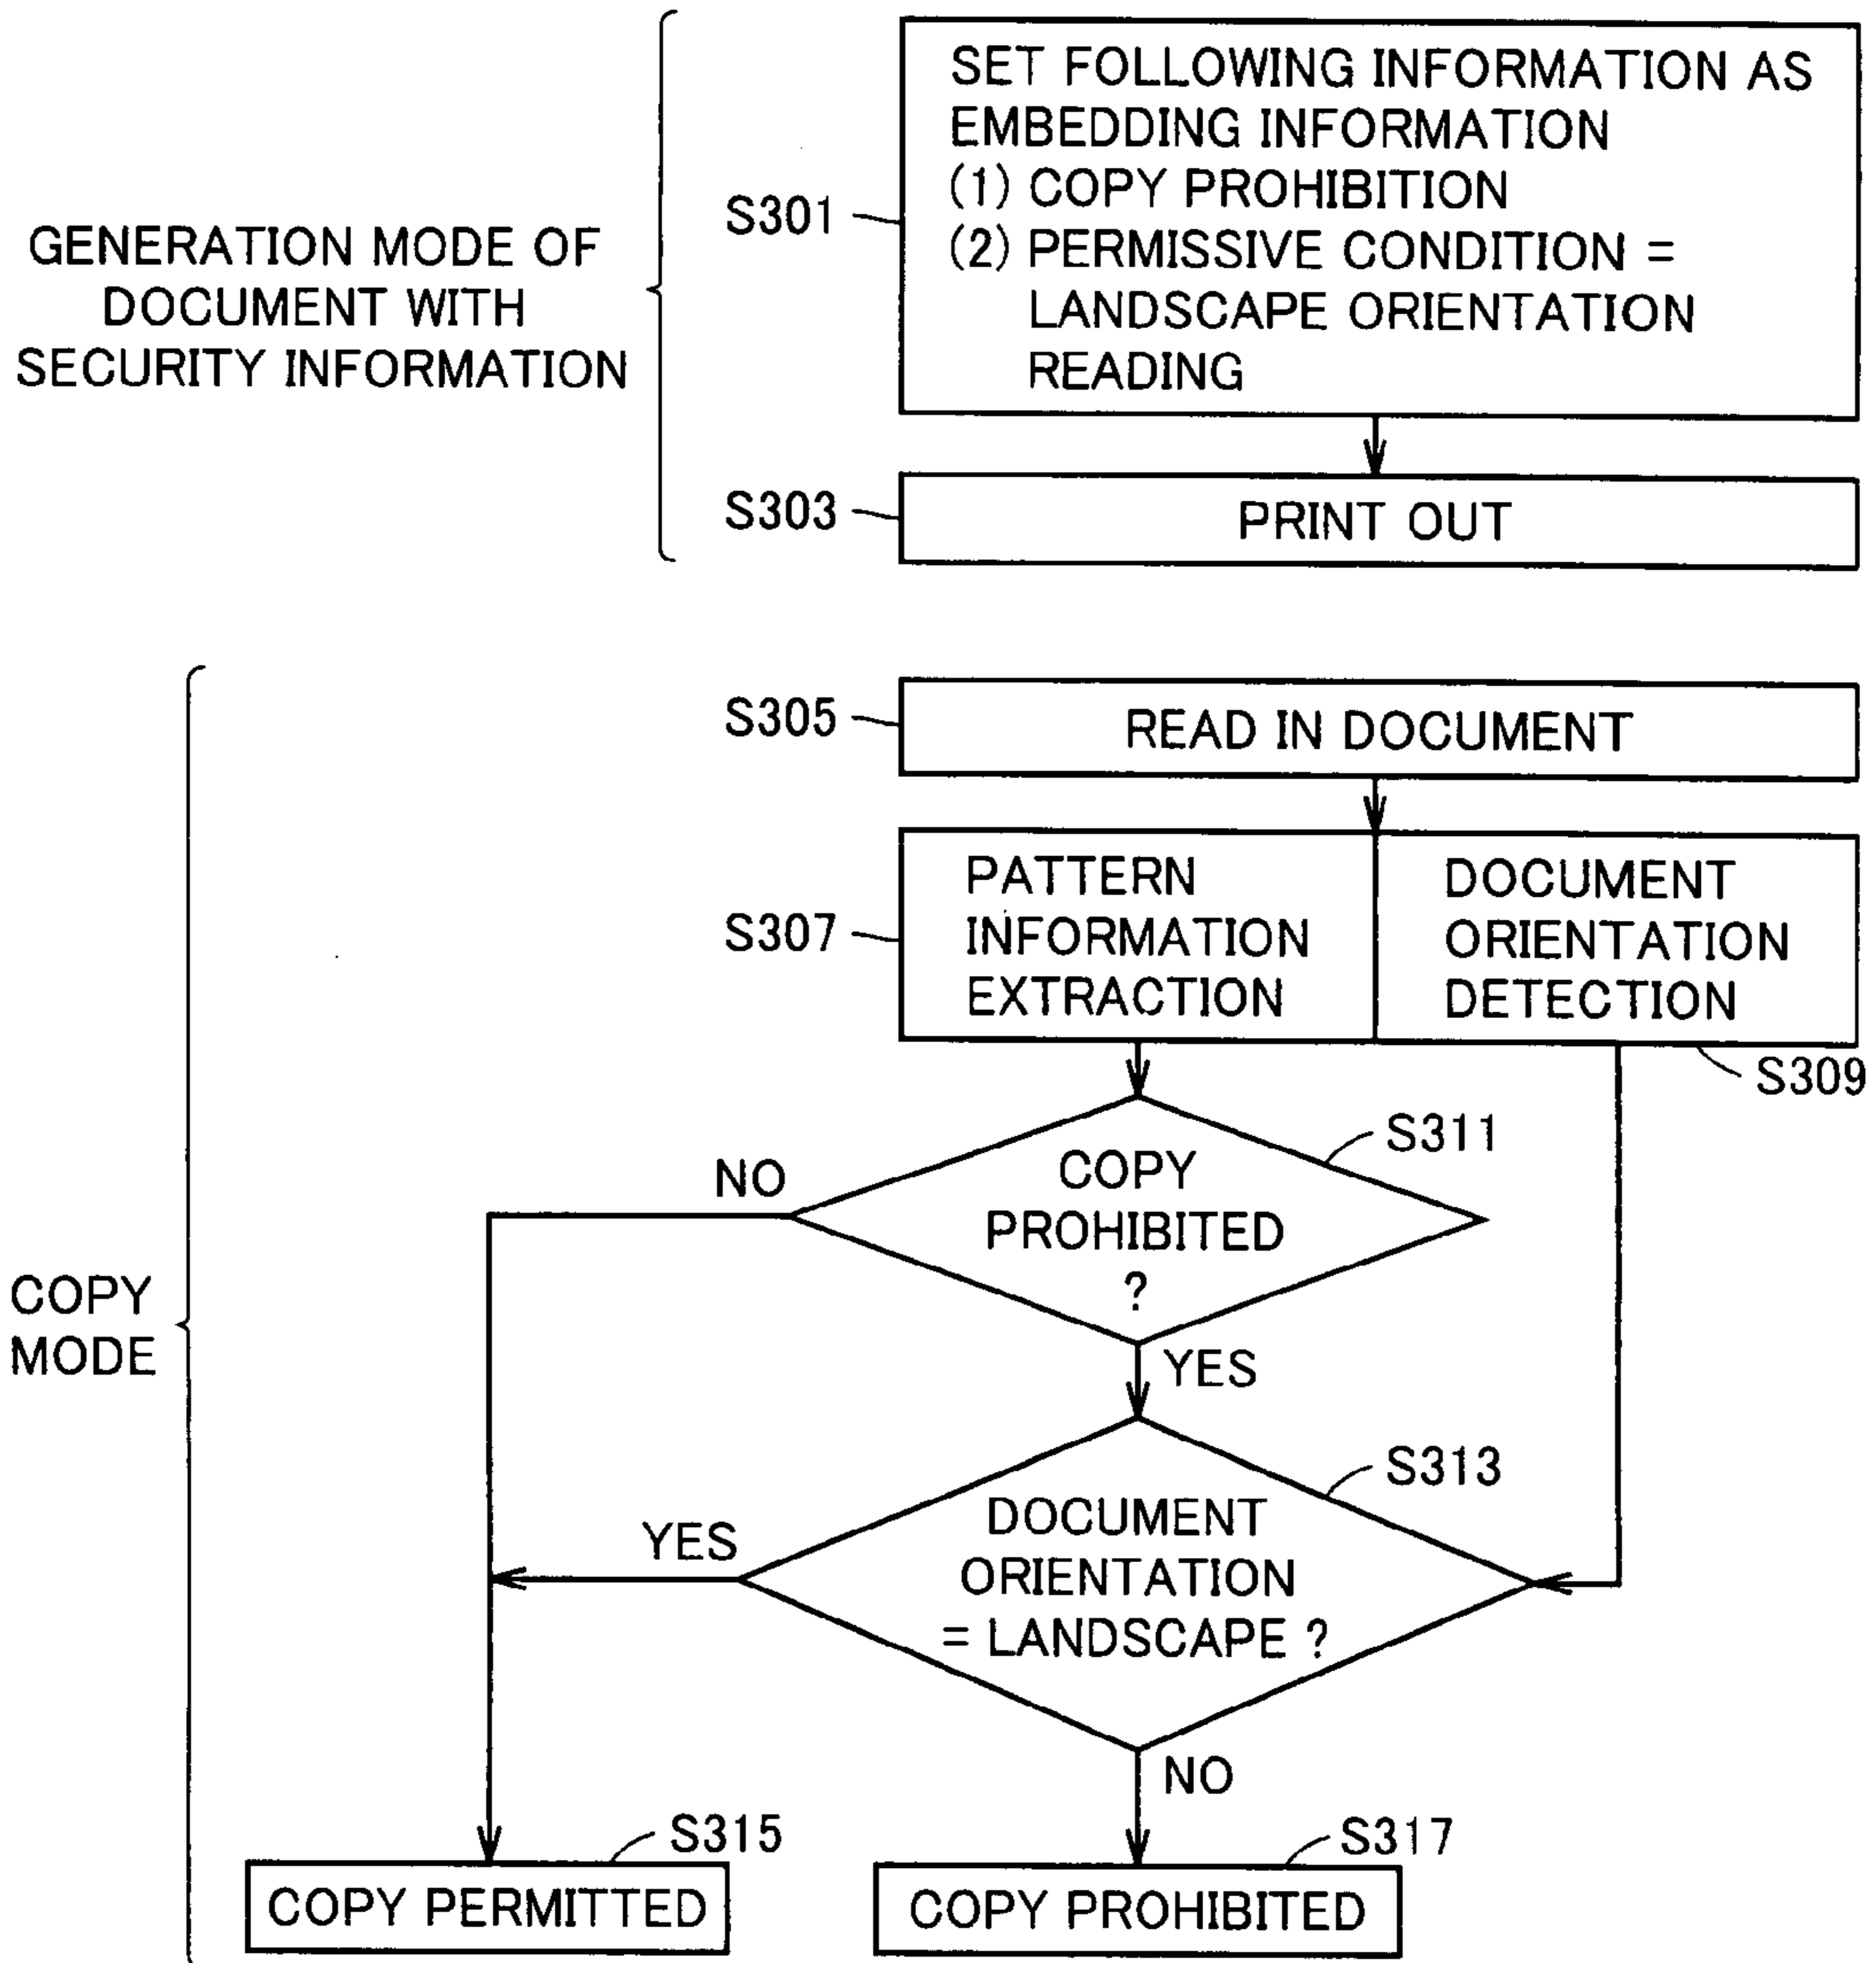 SET FOLLOWING INFORMATION AS
EMBEDDING INFORMATION
(1) COPY PROHIBITION
(2) PERMISSIVE CONDITION =
LANDSCAPE ORIENTATION
READING
S301
GENERATION MODE OF
DOCUMENT WITH
SECURITY INFORMATION
S303
PRINT OUT
S305
READ IN DOCUMENT
S307
PATTERN
INFORMATION
EXTRACTION
DOCUMENT
ORIENTATION
DETECTION
S309
S311
NO
COPY
PROHIBITED
?
COPY
MODE
YES
S313
YES
DOCUMENT
ORIENTATION
= LANDSCAPE ?
NO
S315
S317
COPY PERMITTED
COPY PROHIBITED